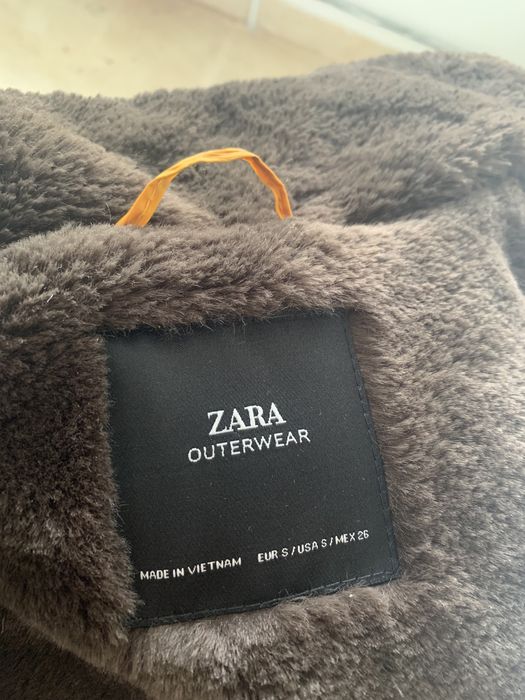 ZARA
OUTERWEAR
MADE IN VIETNAM EUR S / USA S / MEX 26